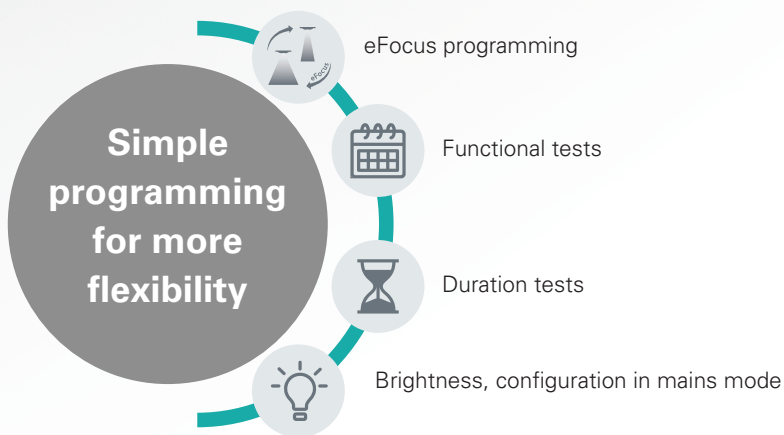 eFocus programming
eFocus
Simple
programming
for more
flexibility
Functional tests
Duration tests
Brightness, configuration in mains mode